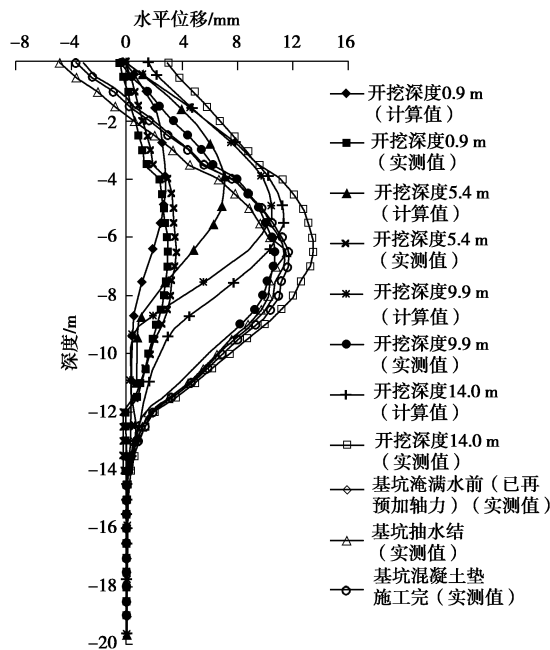 水平位移/mm
−8 −4 0 4 8 12 16
−2
−4
−6
−8
−10
−12
−14
−16
−18
−20
深度/m
开挖深度0.9 m
（计算值）
开挖深度0.9 m
（实测值）
开挖深度5.4 m
（计算值）
开挖深度5.4 m
（实测值）
开挖深度9.9 m
（计算值）
开挖深度9.9 m
（实测值）
开挖深度14.0 m
（计算值）
开挖深度14.0 m
（实测值）
基坑淹满水前（已再
预加轴力）（实测值）
基坑抽水结
（实测值）
基坑混凝土垫
施工完（实测值）